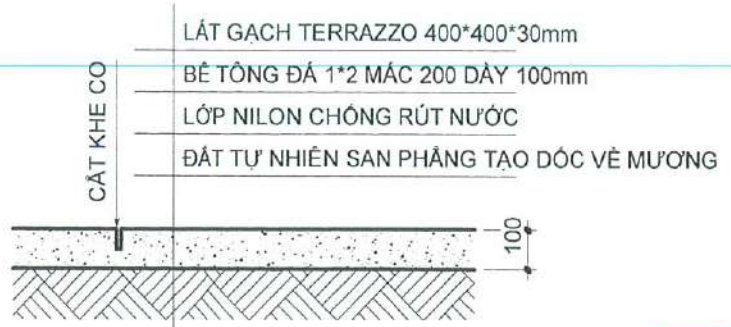 LÁT GẠCH TERRAZZO 400*400*30mm
BÊ TÔNG ĐÁ 1*2 MÁC 200 DÀY 100mm
LỚP NILON CHỐNG RÚT NƯỚC
ĐẤT TỰ NHIÊN SAN PHẲNG TẠO DỐC VỀ MƯƠNG
CẮT KHE CO
100